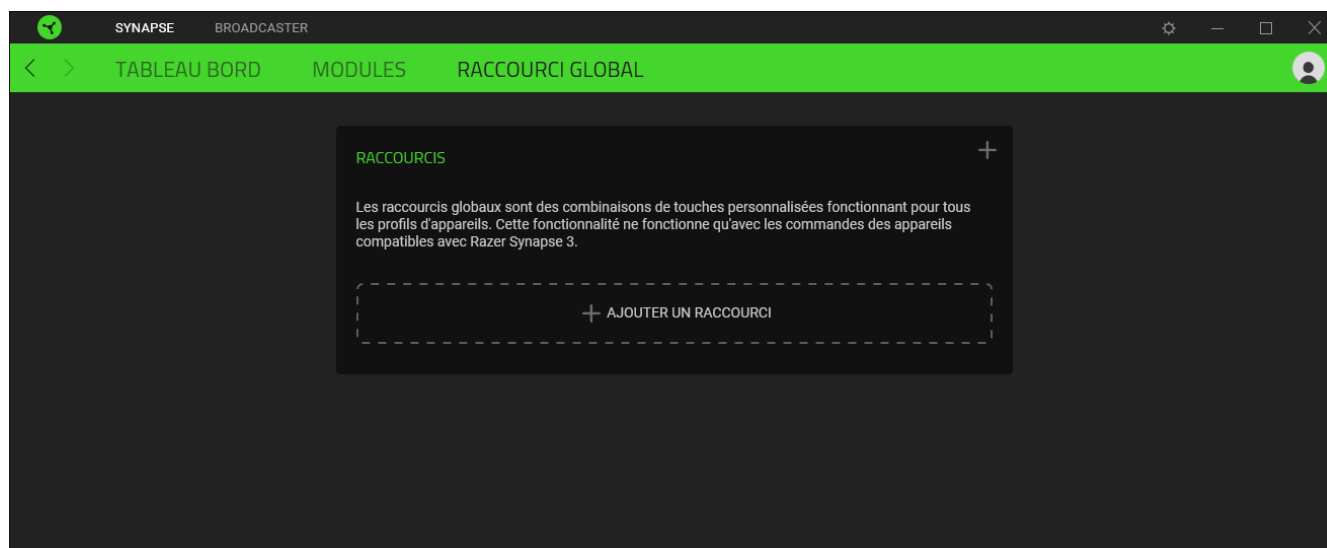 SYNAPSE BROADCASTER
TABLEAU BORD MODULES RACCOURCI GLOBAL
RACCOURCIS
Les raccourcis globaux sont des combinaisons de touches personnalisées fonctionnant pour tous
les profils d'appareils. Cette fonctionnalité ne fonctionne qu'avec les commandes des appareils
compatibles avec Razer Synapse 3.
AJOUTER UN RACCOURCI